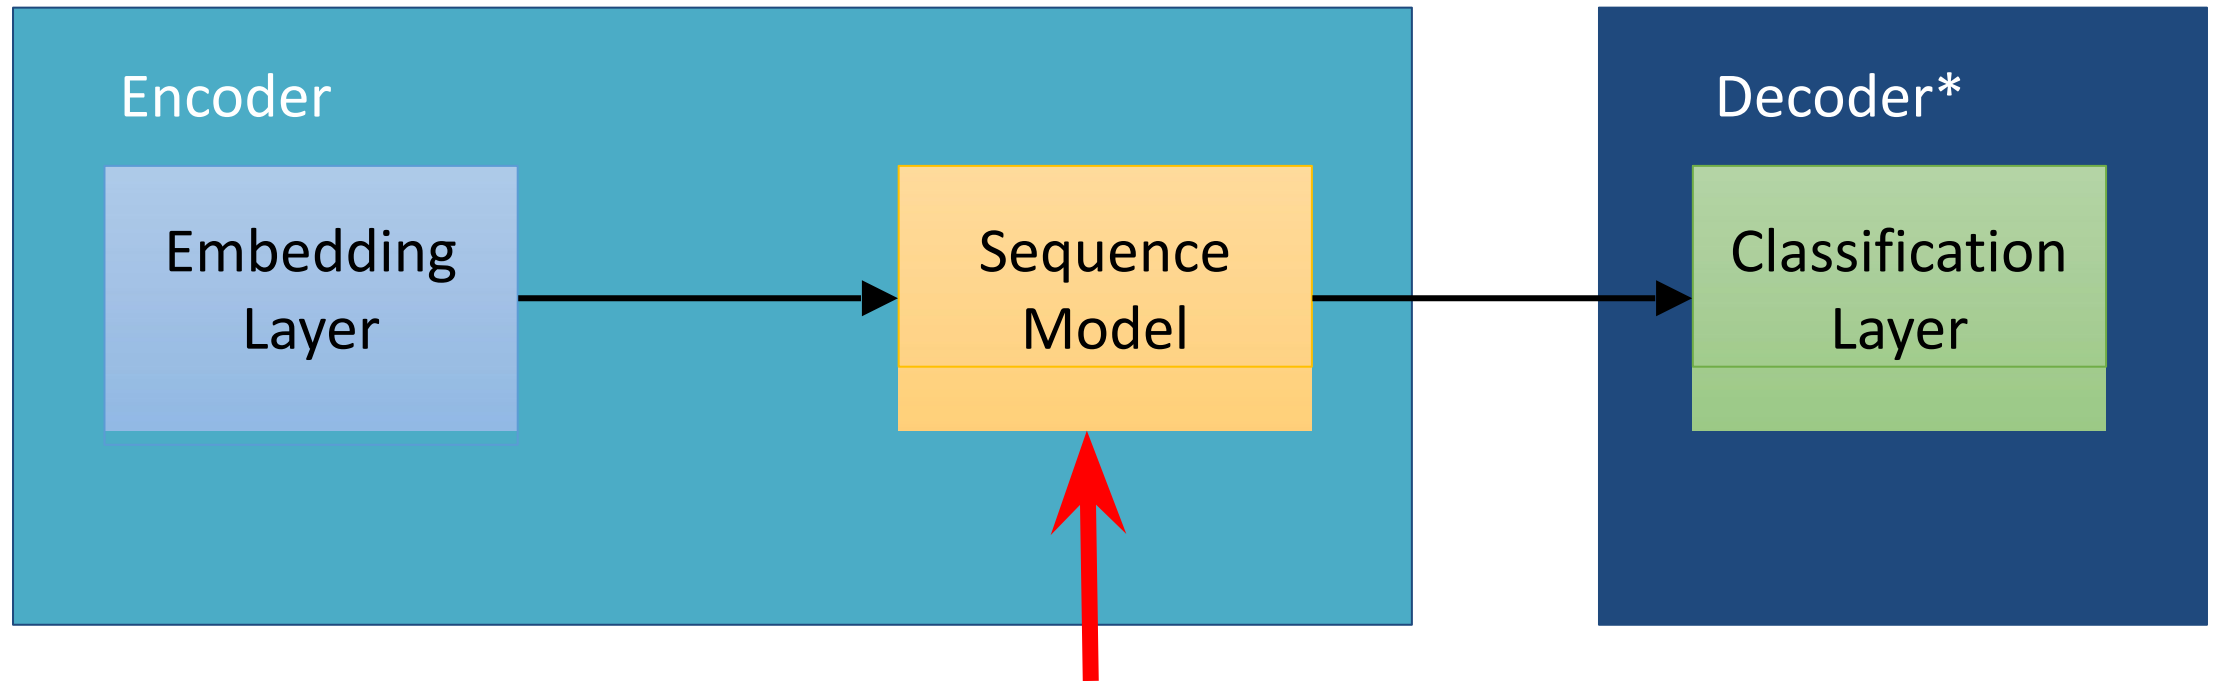 Encoder
Decoder*
Embedding
Layer
Sequence
Model
Classification
Layer